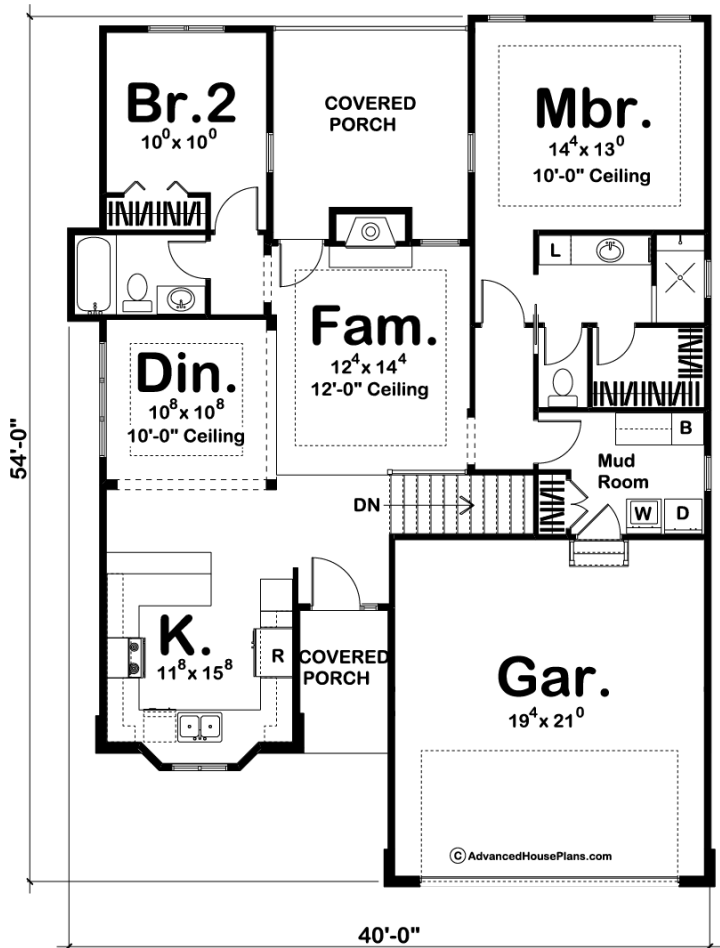 Br.2
10⁰ x 10⁰
COVERED
PORCH
Mbr.
14⁴ x 13⁰
10'-0" Ceiling
L
Fam.
12⁴ x 14⁴
12'-0" Ceiling
Din.
10⁸ x 10⁸
10'-0" Ceiling
54'-0"
B
Mud
Room
W
D
DN
K.
11⁸ x 15⁸
R
COVERED
PORCH
Gar.
19⁴ x 21⁰
© AdvancedHousePlans.com
40'-0"